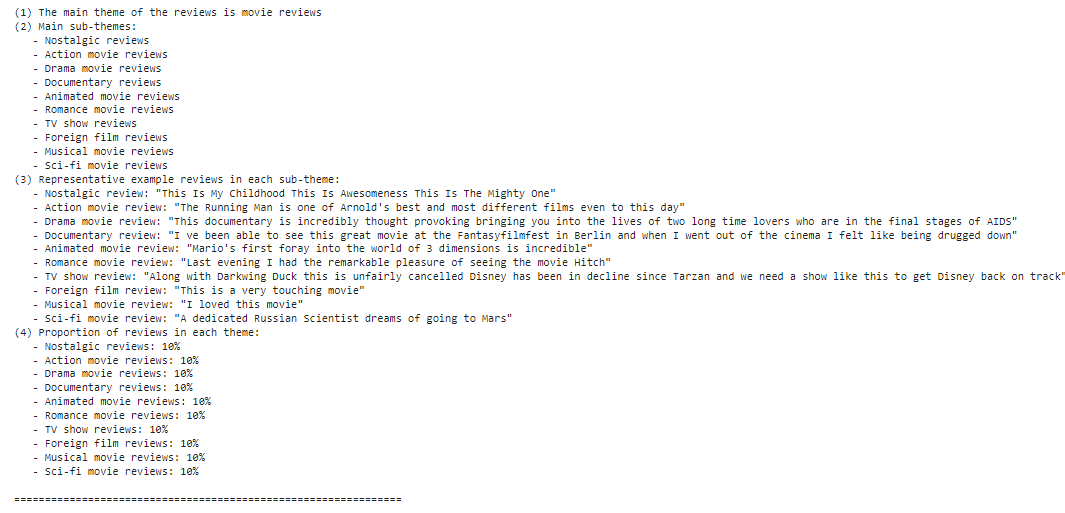 (1) The main theme of the reviews is movie reviews
(2) Main sub-themes:
- Nostalgic reviews
- Action movie reviews
- Drama movie reviews
- Documentary reviews
- Animated movie reviews
- Romance movie reviews
- TV show reviews
- Foreign film reviews
- Musical movie reviews
- Sci-fi movie reviews
(3) Representative example reviews in each sub-theme:
- Nostalgic review: "This Is My Childhood This Is Awesomeness This Is The Mighty One"
- Action movie review: "The Running Man is one of Arnold's best and most different films even to this day"
- Drama movie review: "This documentary is incredibly thought provoking bringing you into the lives of two long time lovers who are in the final stages of AIDS"
- Documentary review: "I ve been able to see this great movie at the Fantasyfilmfest in Berlin and when I went out of the cinema I felt like being drugged down"
- Animated movie review: "Mario's first foray into the world of 3 dimensions is incredible"
- Romance movie review: "Last evening I had the remarkable pleasure of seeing the movie Hitch"
- TV show review: "Along with Darkwing Duck this is unfairly cancelled Disney has been in decline since Tarzan and we need a show like this to get Disney back on track"
- Foreign film review: "This is a very touching movie"
- Musical movie review: "I loved this movie"
- Sci-fi movie review: "A dedicated Russian Scientist dreams of going to Mars"
(4) Proportion of reviews in each theme:
- Nostalgic reviews: 10%
- Action movie reviews: 10%
- Drama movie reviews: 10%
- Documentary reviews: 10%
- Animated movie reviews: 10%
- Romance movie reviews: 10%
- TV show reviews: 10%
- Foreign film reviews: 10%
- Musical movie reviews: 10%
- Sci-fi movie reviews: 10%
================================================================